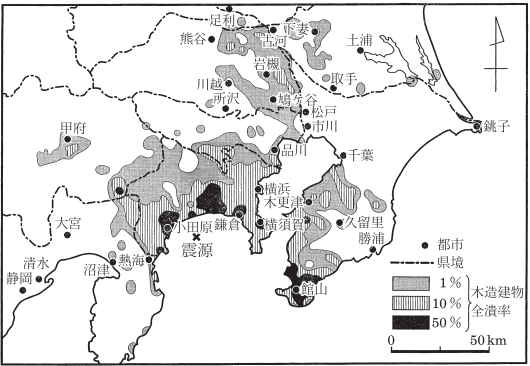 足利
下妻
熊谷
古河
土浦
岩槻
川越
取手
所沢
鳩ケ谷
松戸
甲府
市川
銚子
品川
千葉
横浜
木更津
大宮
小田原
鎌倉
横須賀
久留里
震源
勝浦
清水
沼津
熱海
静岡
館山
都市
県境
1%
10%
50%
木造建物
全潰率
0
50km